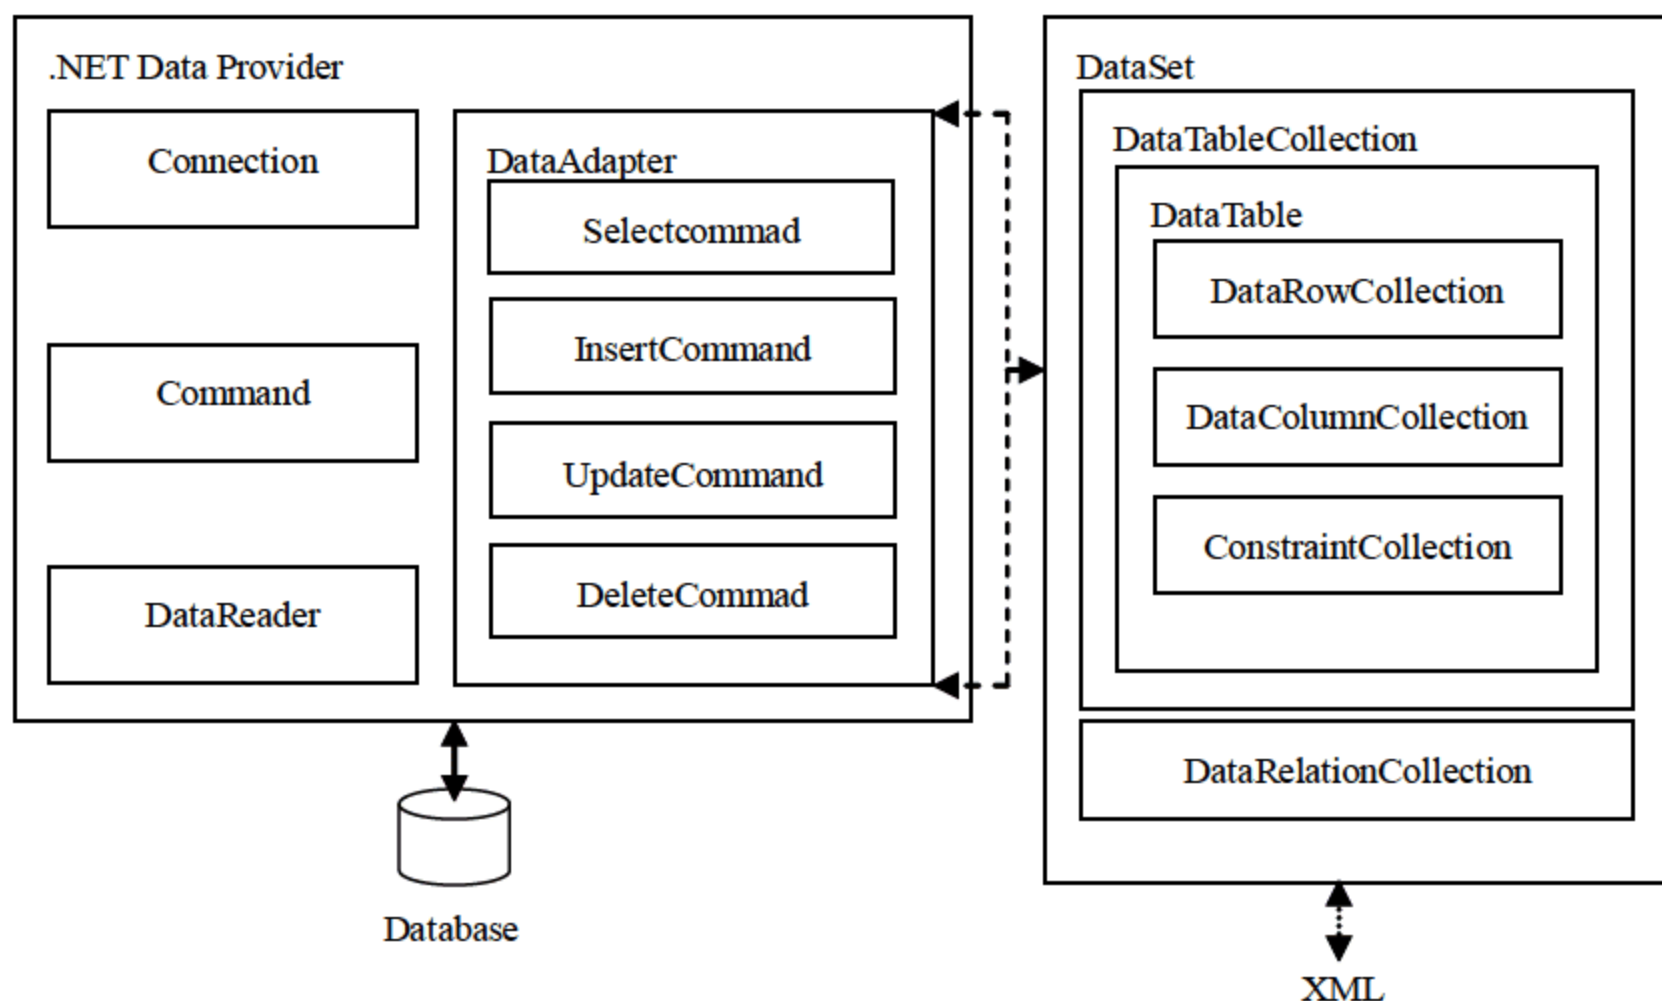 .NET Data Provider
Connection
Command
DataReader
DataAdapter
Selectcommad
InsertCommand
UpdateCommand
DeleteCommad
Database
DataSet
DataTableCollection
DataTable
DataRowCollection
DataColumnCollection
ConstraintCollection
DataRelationCollection
XML